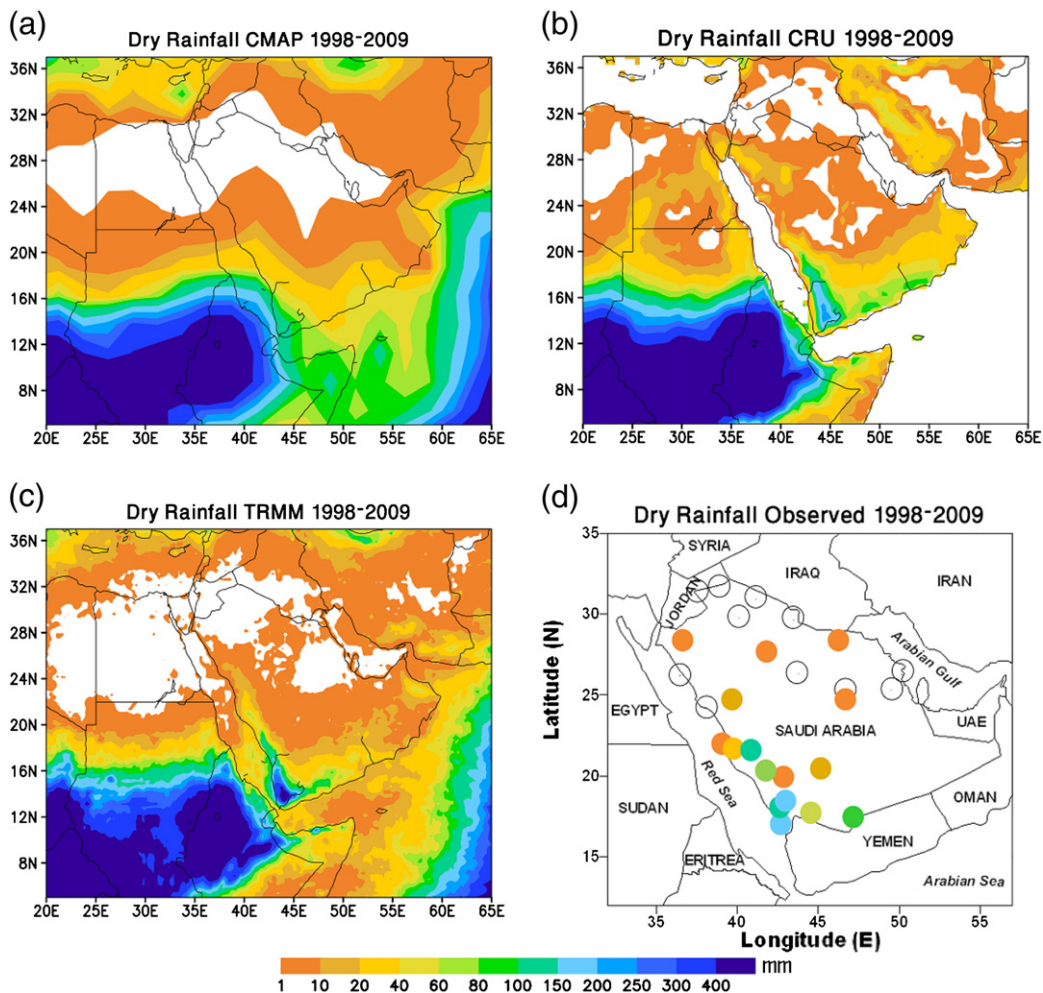 (a)
Dry Rainfall CMAP 1998-2009
36N
32N
28N
24N
20N
16N
12N
8N
20E 25E 30E 35E 40E 45E 50E 55E 60E 65E
(b)
Dry Rainfall CRU 1998-2009
36N
32N
28N
24N
20N
16N
12N
8N
20E 25E 30E 35E 40E 45E 50E 55E 60E 65E
(c)
Dry Rainfall TRMM 1998-2009
36N
32N
28N
24N
20N
16N
12N
8N
20E 25E 30E 35E 40E 45E 50E 55E 60E 65E
(d)
Dry Rainfall Observed 1998-2009
Latitude (N)
35
30
25
20
15
SYRIA
IRAQ
IRAN
JORDAN
Arabian Gulf
EGYPT
SAUDI ARABIA
UAE
Red Sea
SUDAN
OMAN
YEMEN
ERITREA
Arabian Sea
35 40 45 50 55
Longitude (E)
mm
1 10 20 40 60 80 100 150 200 250 300 400